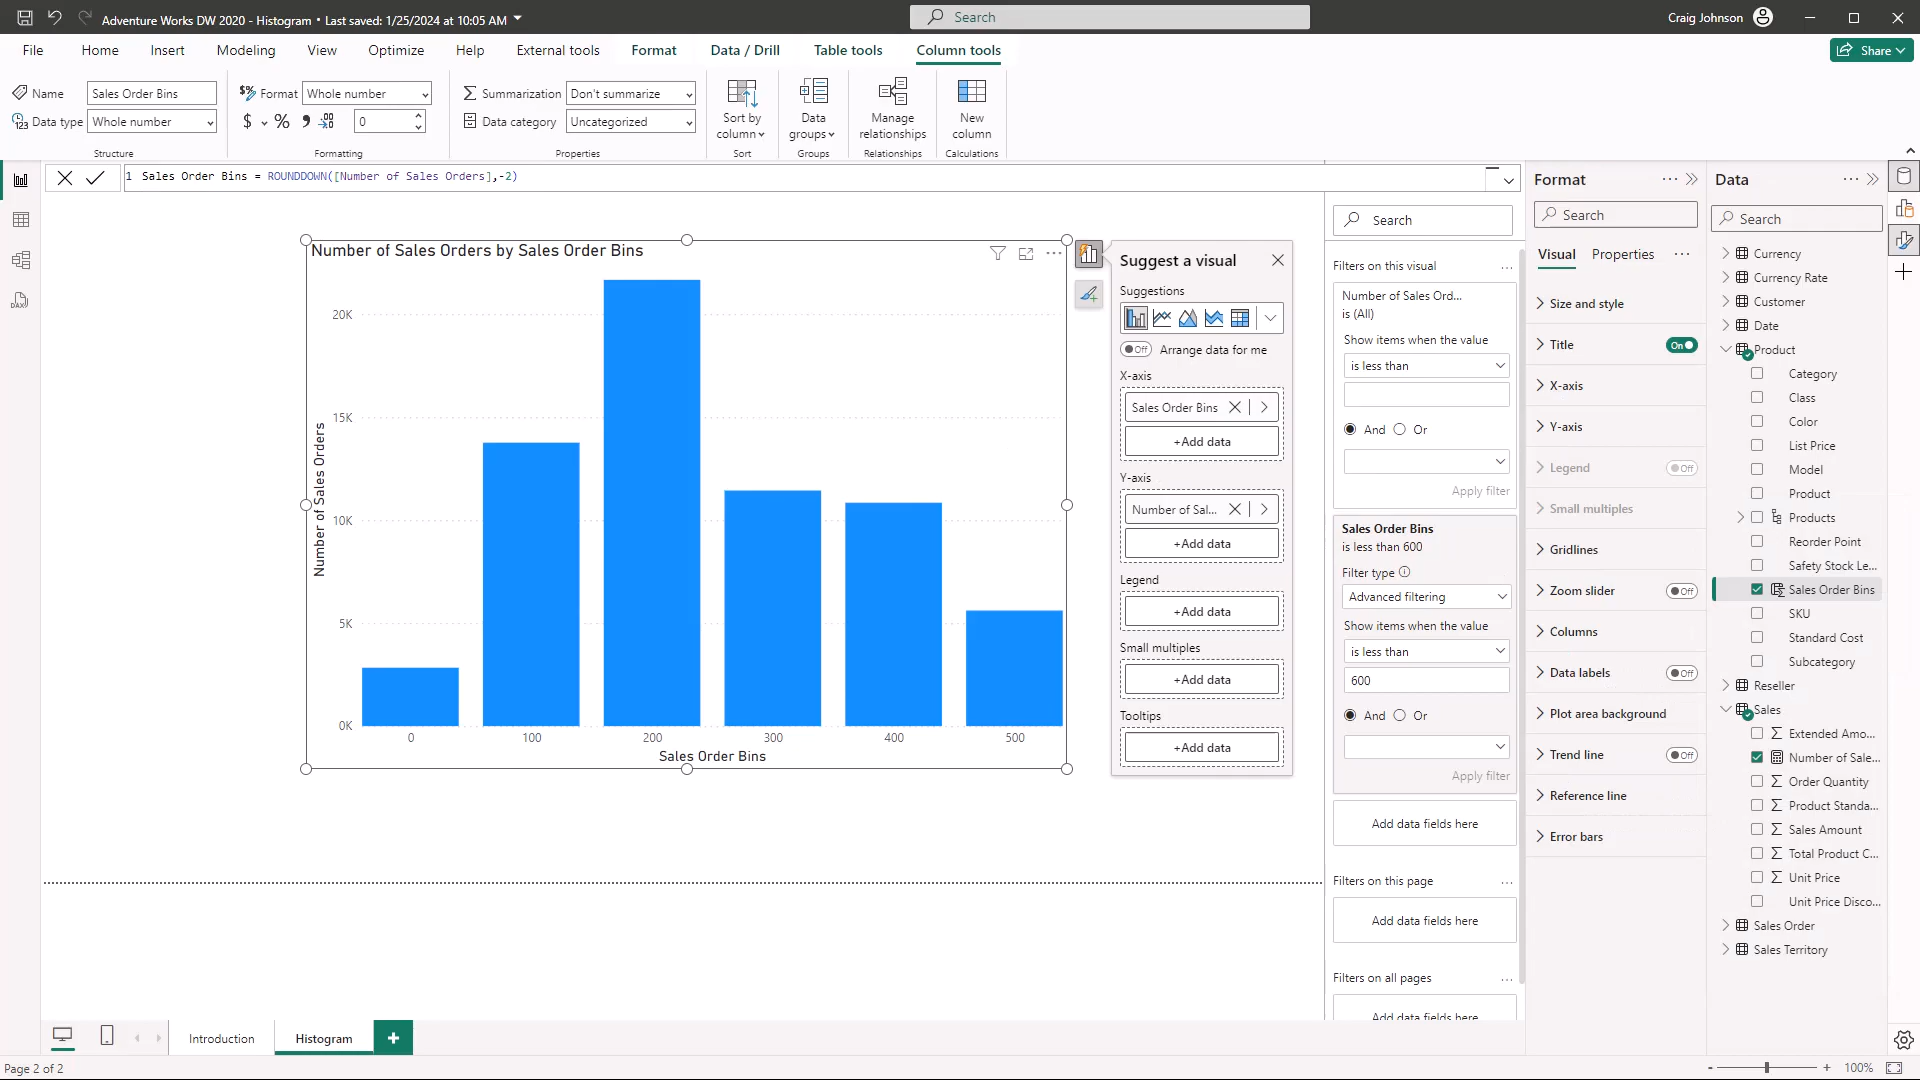 Adventure Works DW 2020 - Histogram • Last saved: 1/25/2024 at 10:05 AM
Search
Craig Johnson
File
Home
Insert
Modeling
View
Optimize
Help
External tools
Format
Data / Drill
Table tools
Column tools
Share
Name
Sales Order Bins
Data type
Whole number
Structure
Format
Whole number
$
%
0
Formatting
Summarization
Don't summarize
Data category
Uncategorized
Properties
Sort by
column
Sort
Data
groups
Groups
Manage
relationships
Relationships
New
column
Calculations
1 Sales Order Bins = ROUNDDOWN([Number of Sales Orders],-2)
Number of Sales Orders by Sales Order Bins
Number of Sales Orders
20K
15K
10K
5K
0K
0
100
200
300
400
500
Sales Order Bins
Suggest a visual
Suggestions
Off
Arrange data for me
X-axis
Sales Order Bins
+Add data
Y-axis
Number of Sal...
+Add data
Legend
+Add data
Small multiples
+Add data
Tooltips
+Add data
Search
Filters on this visual
Number of Sales Ord...
is (All)
Show items when the value
is less than
And
Or
Apply filter
Sales Order Bins
is less than 600
Filter type
Advanced filtering
Show items when the value
is less than
600
And
Or
Apply filter
Add data fields here
Filters on this page
Add data fields here
Filters on all pages
Add data fields here
Format
Search
Visual
Properties
Size and style
Title
On
X-axis
Y-axis
Legend
Off
Small multiples
Gridlines
Zoom slider
Off
Columns
Data labels
Off
Plot area background
Trend line
Off
Reference line
Error bars
Data
Search
Currency
Currency Rate
Customer
Date
Product
Category
Class
Color
List Price
Model
Product
Products
Reorder Point
Safety Stock Le...
Sales Order Bins
SKU
Standard Cost
Subcategory
Reseller
Sales
Extended Amo...
Number of Sale...
Order Quantity
Product Standa...
Sales Amount
Total Product C...
Unit Price
Unit Price Disco...
Sales Order
Sales Territory
Introduction
Histogram
Page 2 of 2
100%